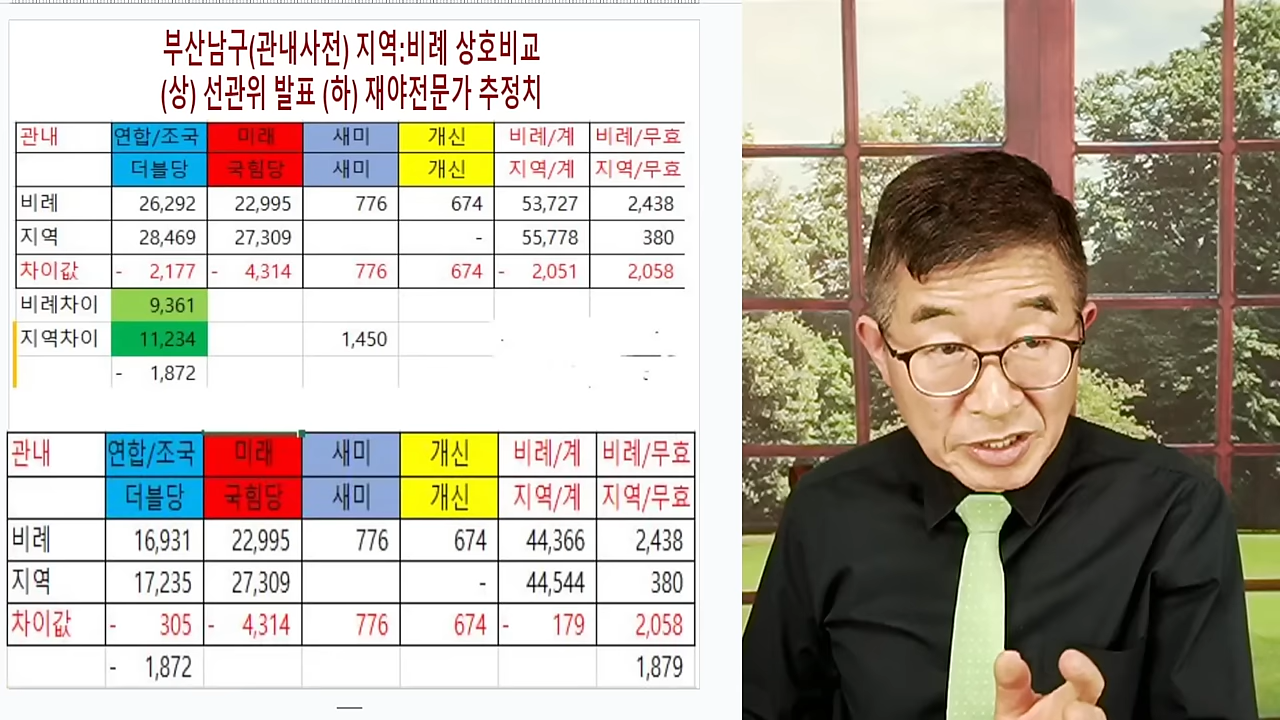 부산남구(관내사전) 지역:비례 상호비교
(상) 선관위 발표 (하) 재야전문가 추정치
관내 연합/조국 미래 새미 개신 비례/계 비례/무효
더블당 국힘당 새미 개신 지역/계 지역/무효
비례 26,292 22,995 776 674 53,727 2,438
지역 28,469 27,309 - 55,778 380
차이값 - 2,177 - 4,314 776 674 - 2,051 2,058
비례차이 9,361
지역차이 11,234 1,450
- 1,872
관내 연합/조국 미래 새미 개신 비례/계 비례/무효
더블당 국힘당 새미 개신 지역/계 지역/무효
비례 16,931 22,995 776 674 44,366 2,438
지역 17,235 27,309 - 44,544 380
차이값 - 305 - 4,314 776 674 - 179 2,058
- 1,872 1,879